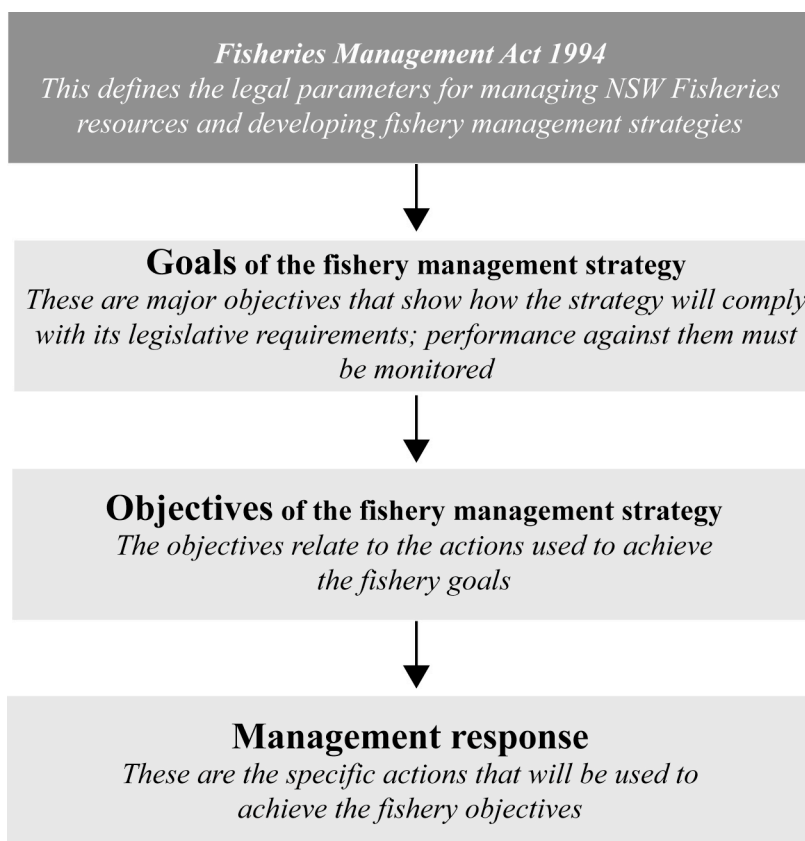 Fisheries Management Act 1994
This defines the legal parameters for managing NSW Fisheries
resources and developing fishery management strategies
Goals of the fishery management strategy
These are major objectives that show how the strategy will comply
with its legislative requirements; performance against them must
be monitored
Objectives of the fishery management strategy
The objectives relate to the actions used to achieve
the fishery goals
Management response
These are the specific actions that will be used to
achieve the fishery objectives